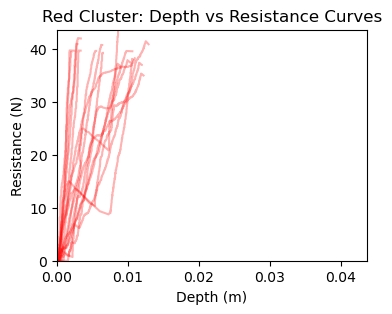 Red Cluster: Depth vs Resistance Curves
Resistance (N)
40
30
20
10
0
0.00 0.01 0.02 0.03 0.04
Depth (m)